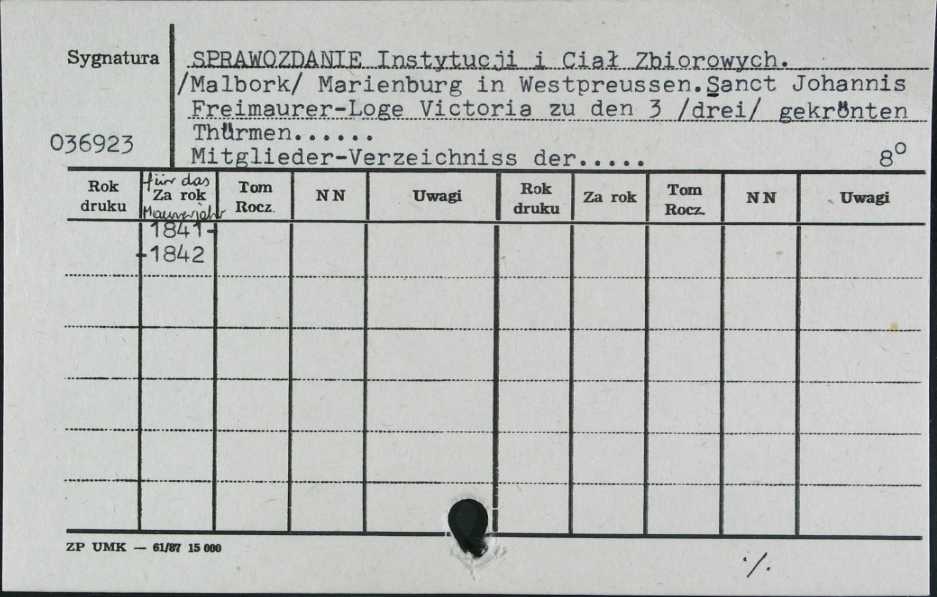 Sygnatura
036923
SPRAWOZDANIE Instytucji i Ciał Zbiorowych.
/Malbork/ Marienburg in Westpreussen.Sanct Johannis
Freimaurer-Loge Victoria zu den 3 /drei/ gekrönten
Thürmen......
Mitglieder-Verzeichniss der.....
8°
Rok druku
für das
Za rok
Maurerjahr
Tom Rocz.
N N
Uwagi
Rok druku
Za rok
Tom Rocz.
N N
Uwagi
1841-
-1842
ZP UMK — 61/87 15 000
·/.